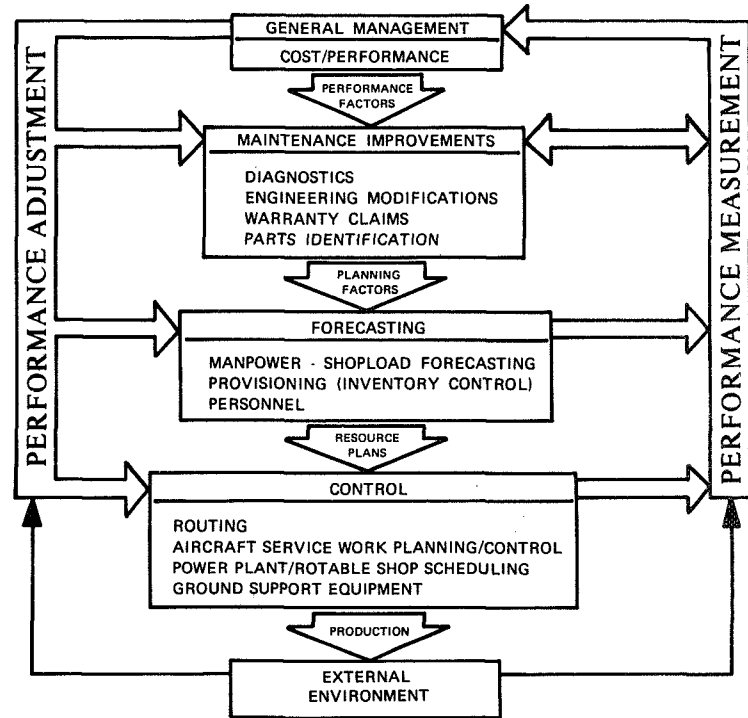 GENERAL MANAGEMENT
COST/PERFORMANCE
PERFORMANCE
FACTORS
PERFORMANCE ADJUSTMENT
PERFORMANCE MEASUREMENT
MAINTENANCE IMPROVEMENTS
DIAGNOSTICS
ENGINEERING MODIFICATIONS
WARRANTY CLAIMS
PARTS IDENTIFICATION
PLANNING
FACTORS
FORECASTING
MANPOWER - SHOPLOAD FORECASTING
PROVISIONING (INVENTORY CONTROL)
PERSONNEL
RESOURCE
PLANS
CONTROL
ROUTING
AIRCRAFT SERVICE WORK PLANNING/CONTROL
POWER PLANT/ROTABLE SHOP SCHEDULING
GROUND SUPPORT EQUIPMENT
PRODUCTION
EXTERNAL
ENVIRONMENT